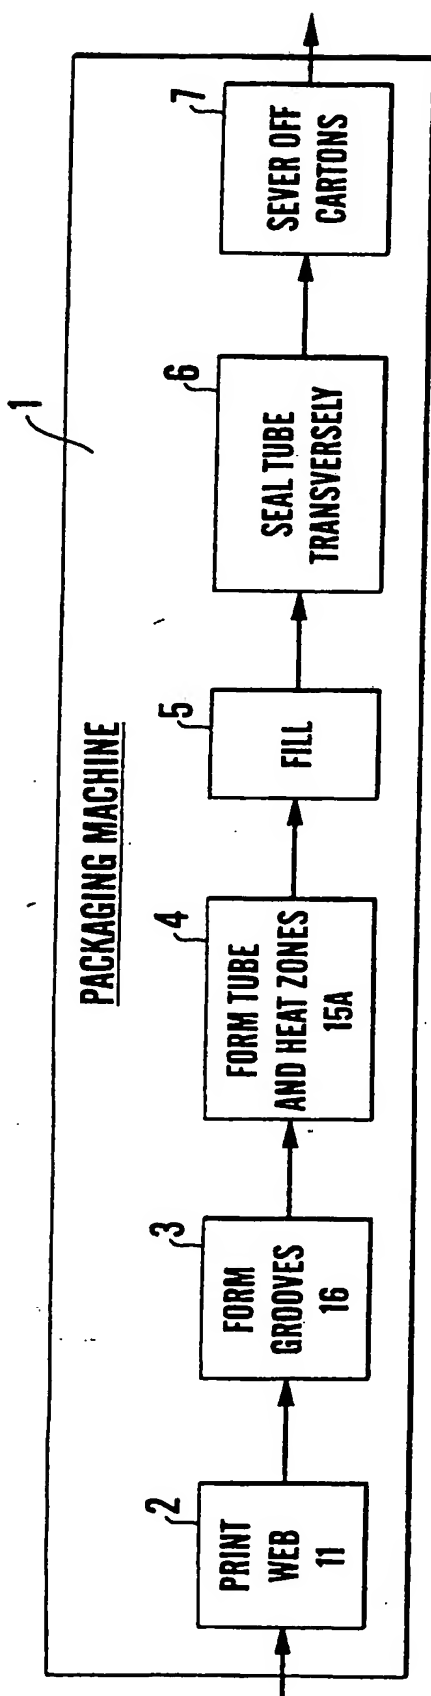 1
PACKAGING MACHINE
2
PRINT
WEB
11
3
FORM
GROOVES
16
4
FORM TUBE
AND HEAT ZONES
15A
5
FILL
6
SEAL TUBE
TRANSVERSELY
7
SEVER OFF
CARTONS